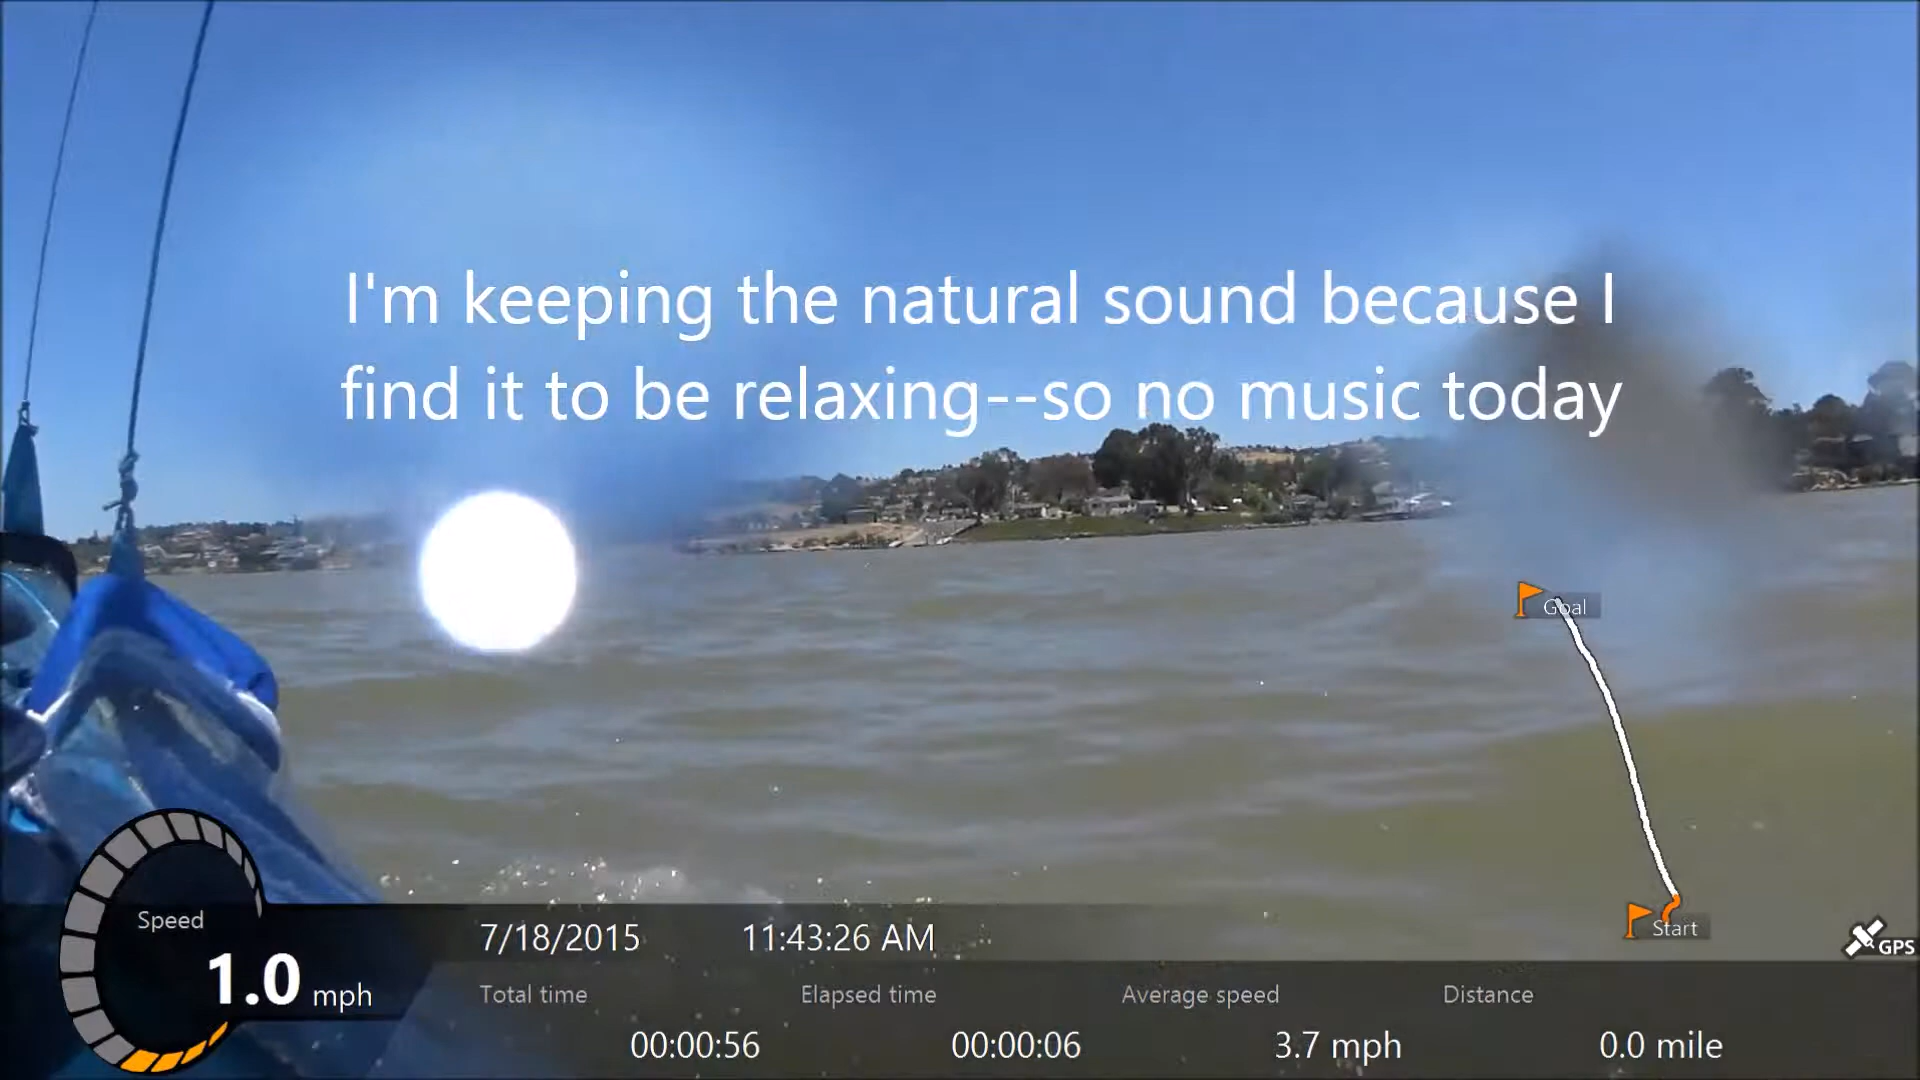 I'm keeping the natural sound because I
find it to be relaxing--so no music today
Goal
Start
GPS
Speed
1.0 mph
7/18/2015 11:43:26 AM
Total time Elapsed time Average speed Distance
00:00:56 00:00:06 3.7 mph 0.0 mile